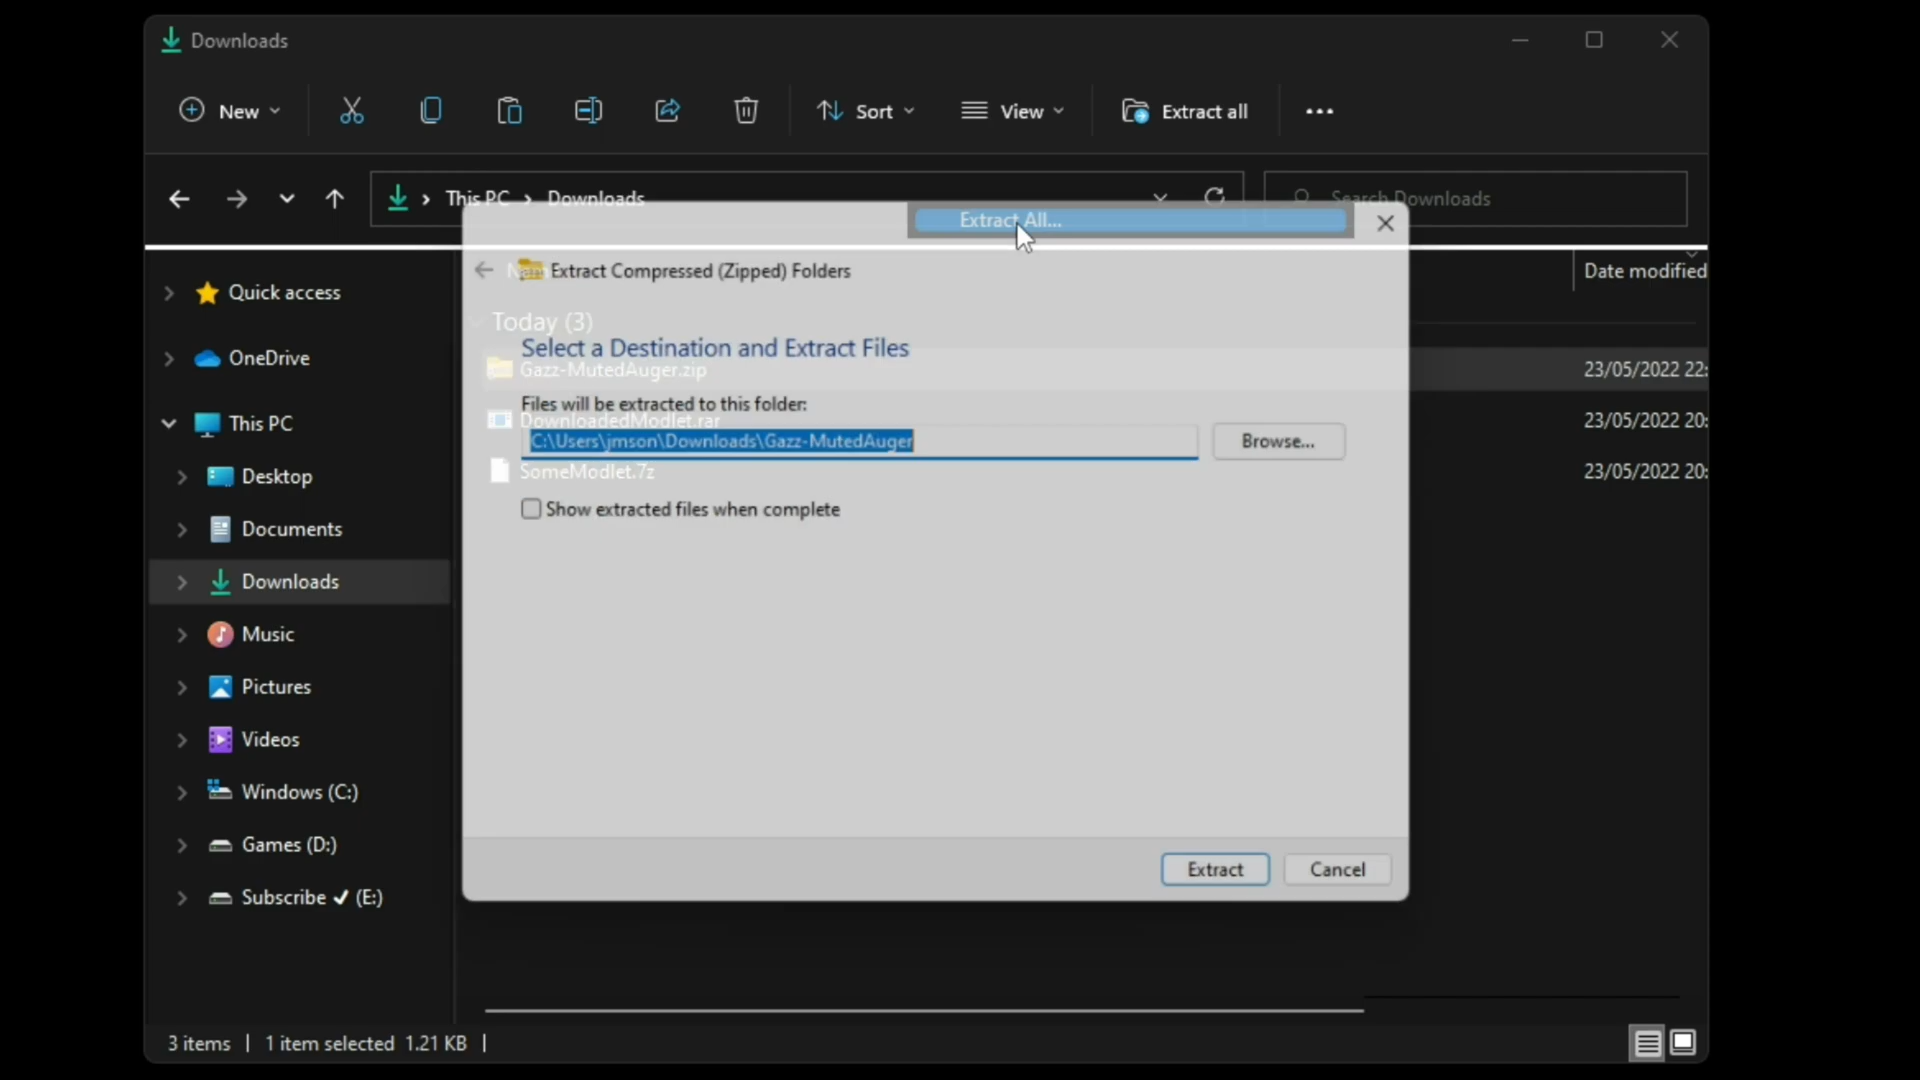 Downloads
New
Sort
View
Extract all
This PC > Downloads
Search Downloads
Extract All...
Extract Compressed (Zipped) Folders
Date modified
Quick access
Today (3)
Select a Destination and Extract Files
OneDrive
Gazz-MutedAuger.zip
23/05/2022 22:
Files will be extracted to this folder:
This PC
DownloadedModlet.rar
23/05/2022 20:
C:\Users\jmson\Downloads\Gazz-MutedAuger
Browse...
Desktop
SomeModlet.7z
23/05/2022 20:
Show extracted files when complete
Documents
Downloads
Music
Pictures
Videos
Windows (C:)
Games (D:)
Extract
Cancel
Subscribe ✓ (E:)
3 items
1 item selected 1.21 KB